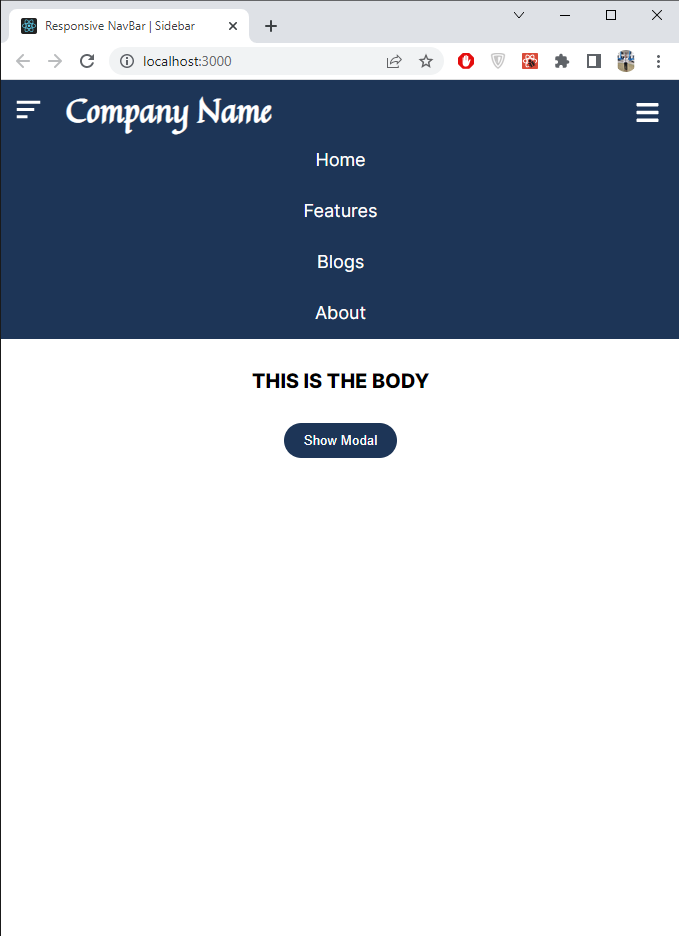 Responsive NavBar | Sidebar
localhost:3000
Company Name
Home
Features
Blogs
About
THIS IS THE BODY
Show Modal